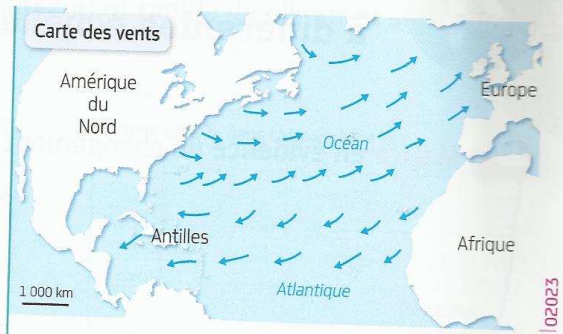 Carte des vents
Amérique
du
Nord
Europe
Océan
Antilles
Afrique
Atlantique
1 000 km
02023